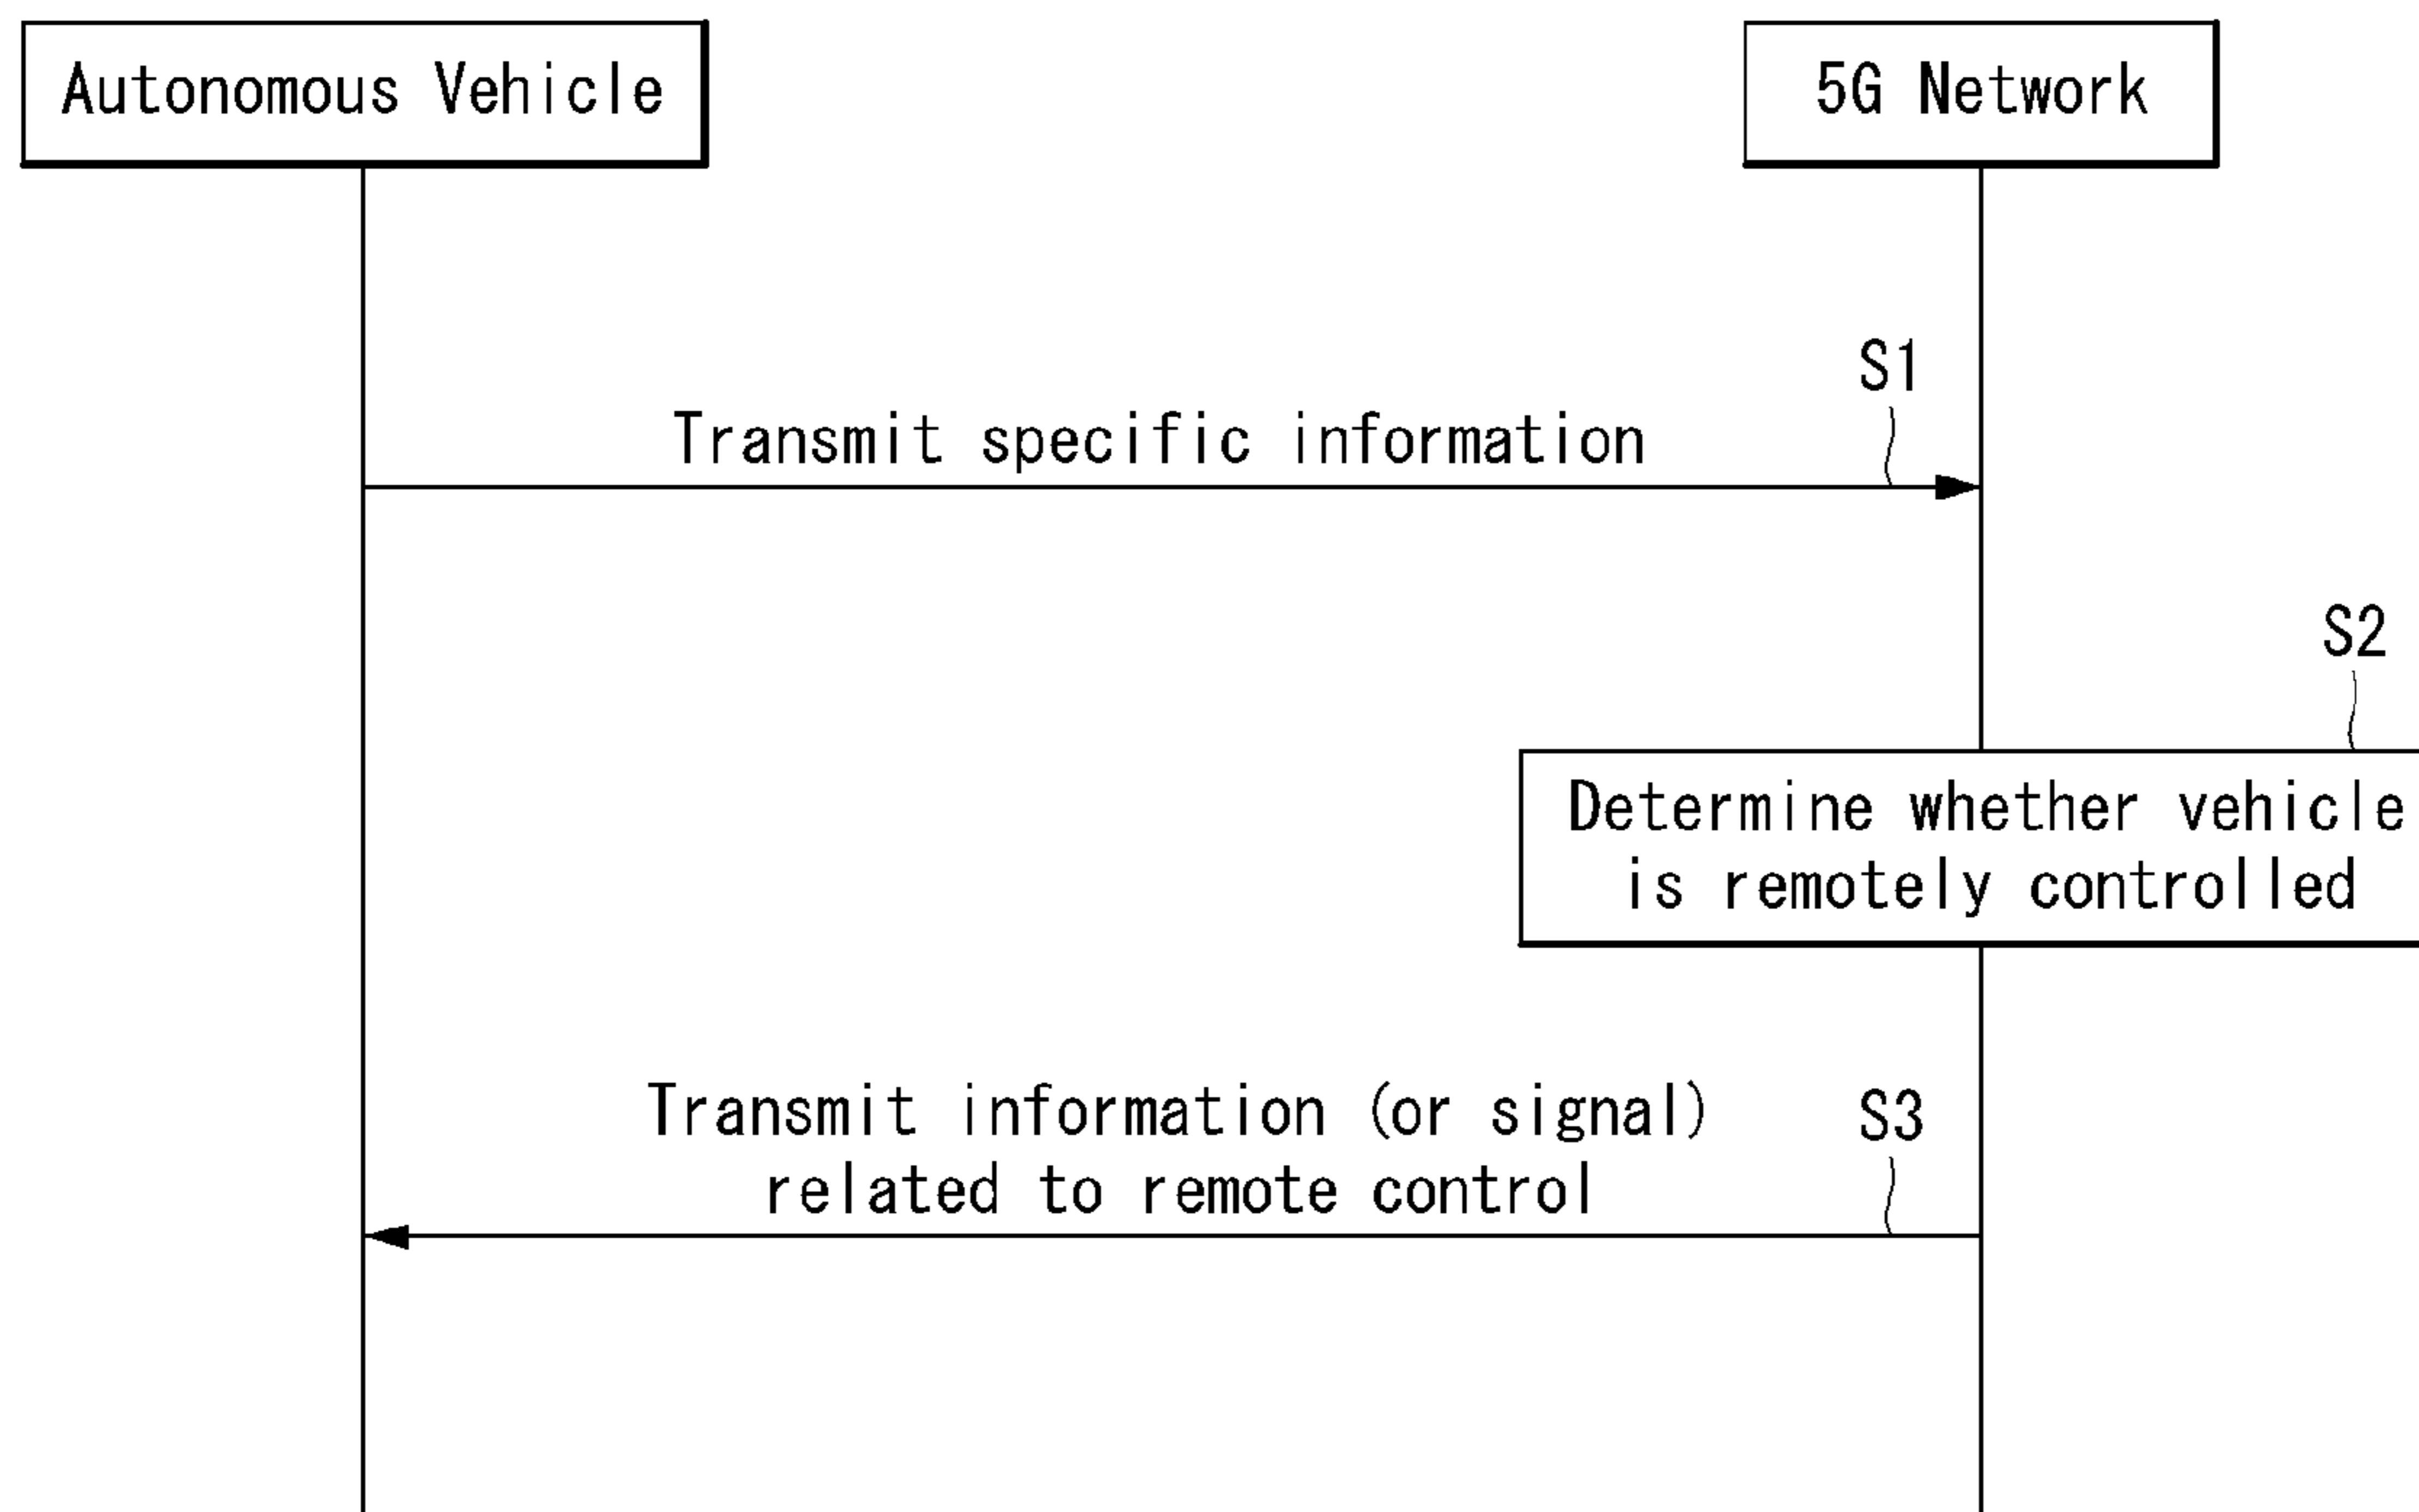 Autonomous Vehicle
5G Network
S1
Transmit specific information
S2
Determine whether vehicle
is remotely controlled
Transmit information (or signal)
related to remote control
S3